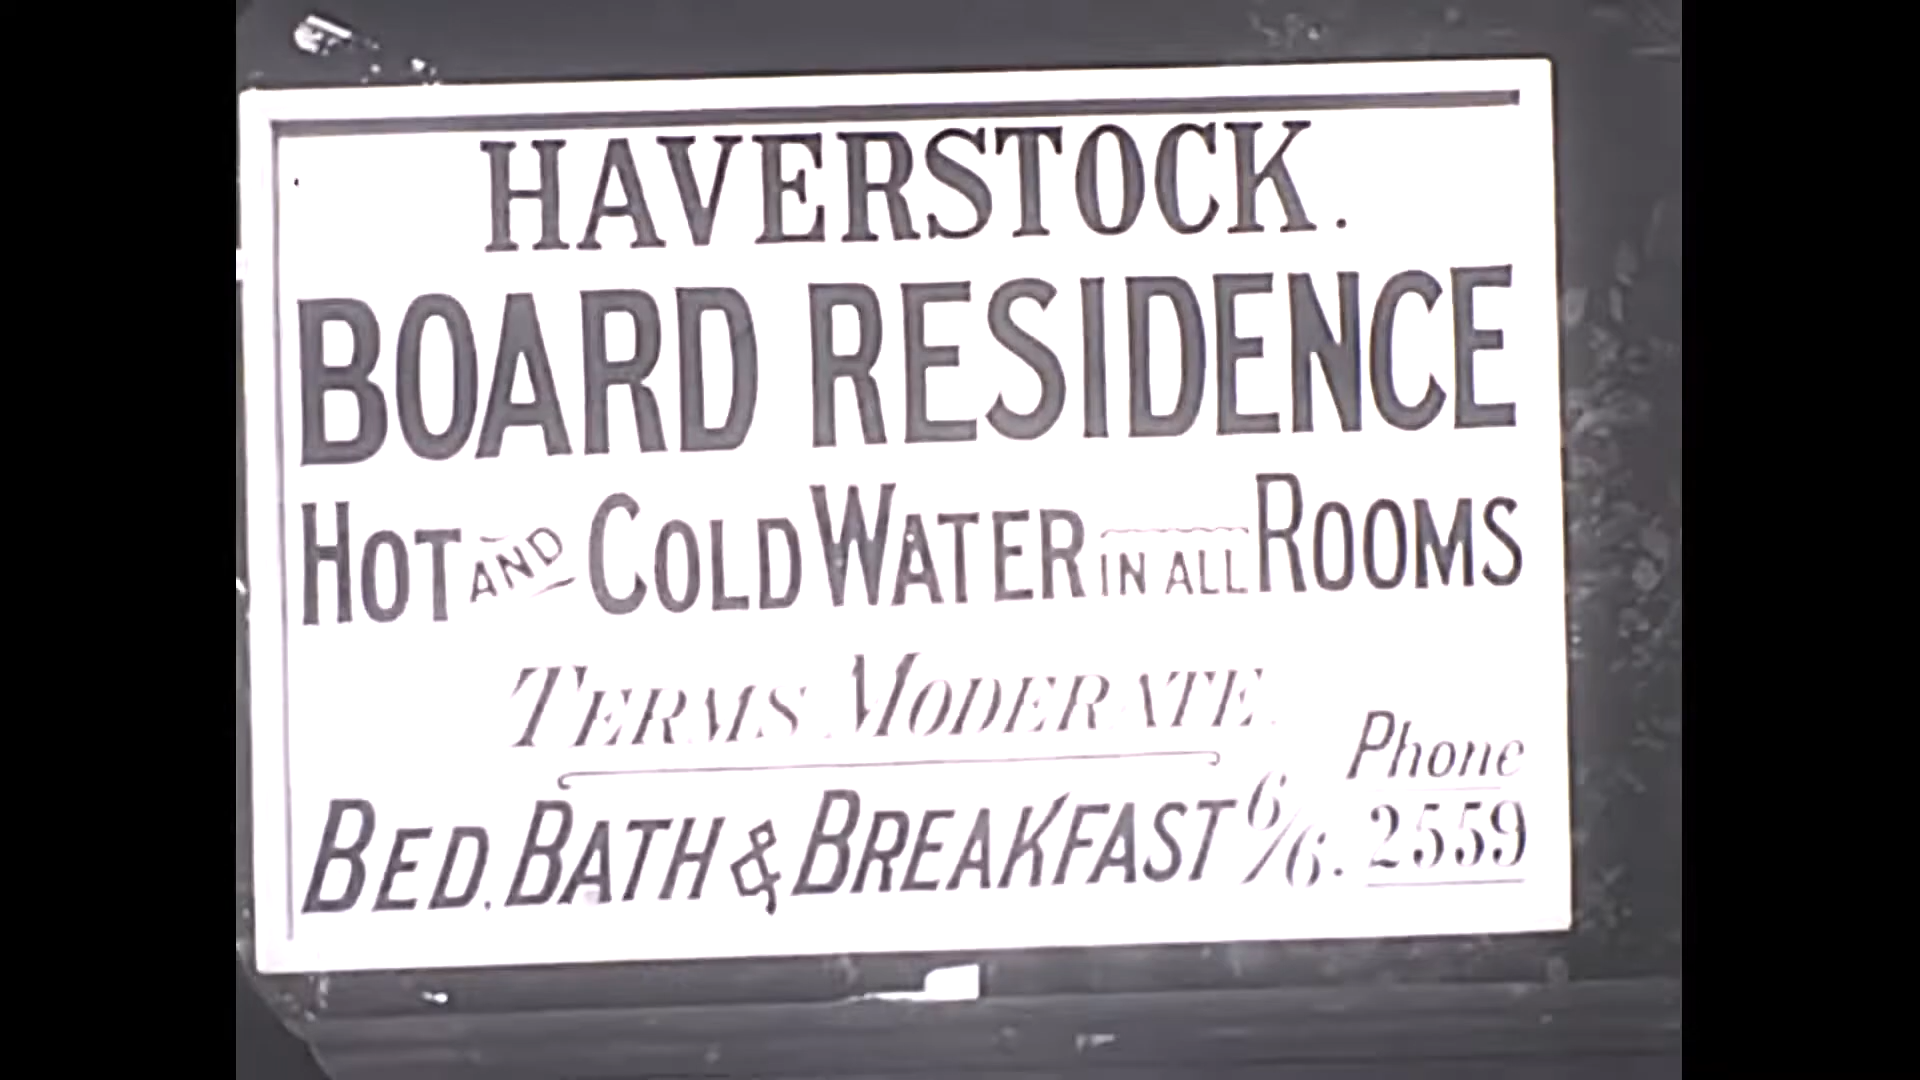 HAVERSTOCK.
BOARD RESIDENCE
HOT AND COLD WATER IN ALL ROOMS
TERMS MODERATE.
BED. BATH & BREAKFAST 6/6.
Phone
2559